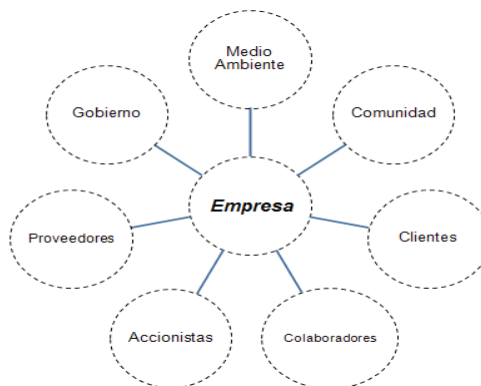 Medio
Ambiente
Gobierno
Comunidad
Empresa
Proveedores
Clientes
Accionistas
Colaboradores